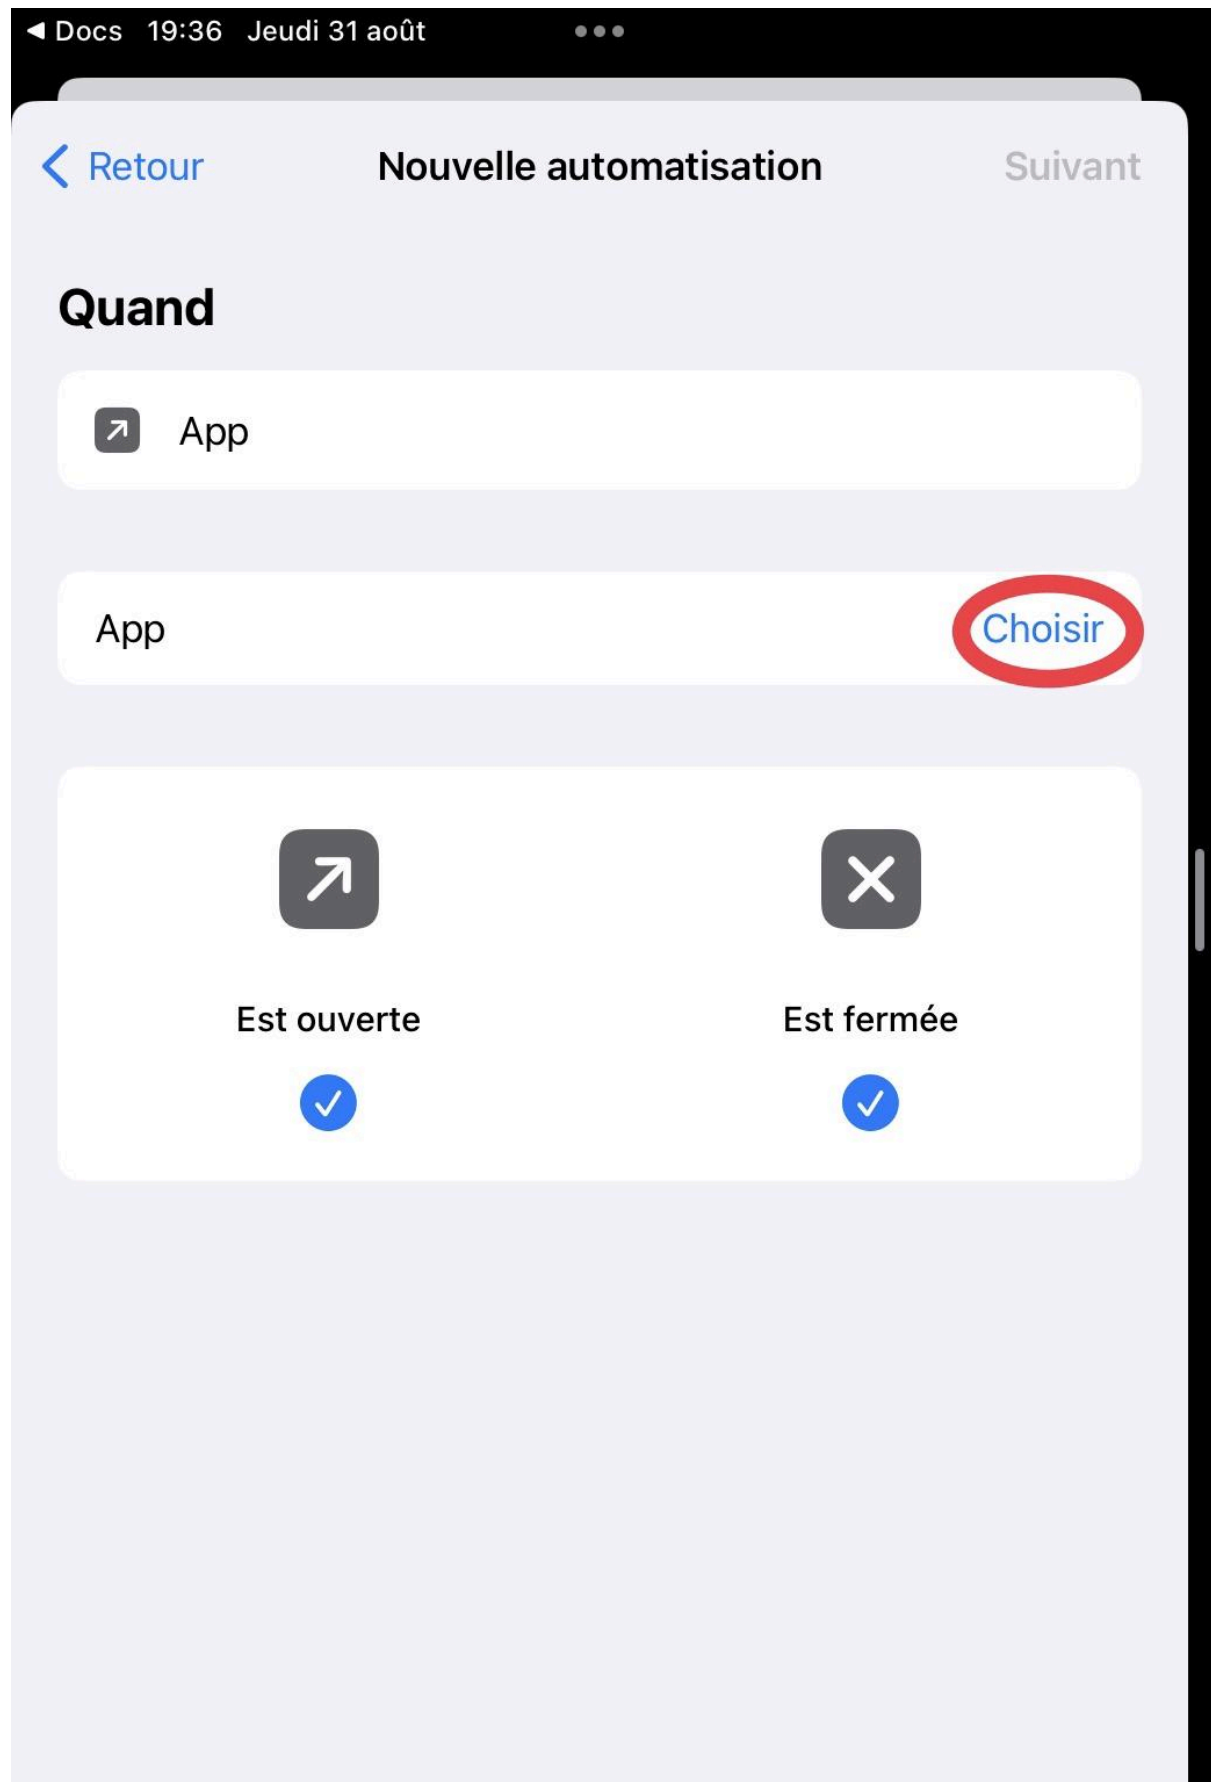 ◀ Docs 19:36 Jeudi 31 août
Retour Nouvelle automatisation Suivant
Quand
App
App Choisir
Est ouverte Est fermée